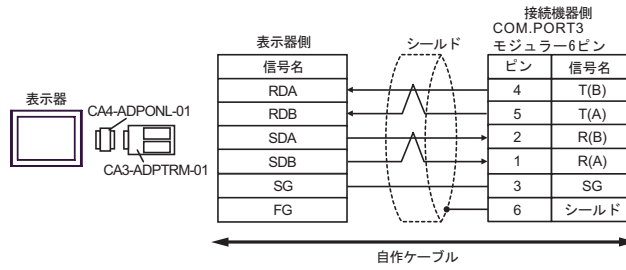 接続機器側
COM.PORT3
モジュラー6ピン
表示器側
シールド
信号名
ピン 信号名
RDA 4 T(B)
RDB 5 T(A)
SDA 2 R(B)
SDB 1 R(A)
SG 3 SG
FG 6 シールド
表示器
CA4-ADPONL-01
CA3-ADPTRM-01
自作ケーブル